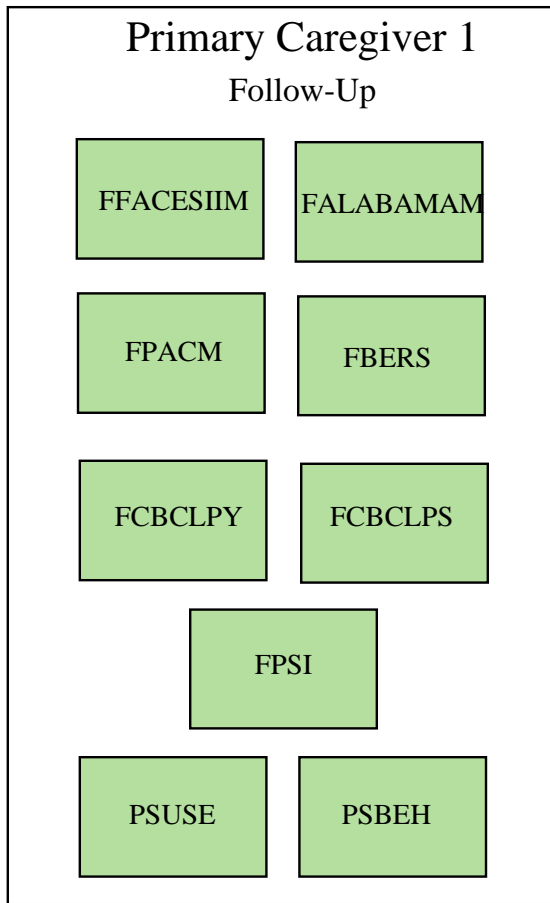 Primary Caregiver 1
Follow-Up
FFACESIIM
FALABAMAM
FPACM
FBERS
FCBCLPY
FCBCLPS
FPSI
PSUSE
PSBEH